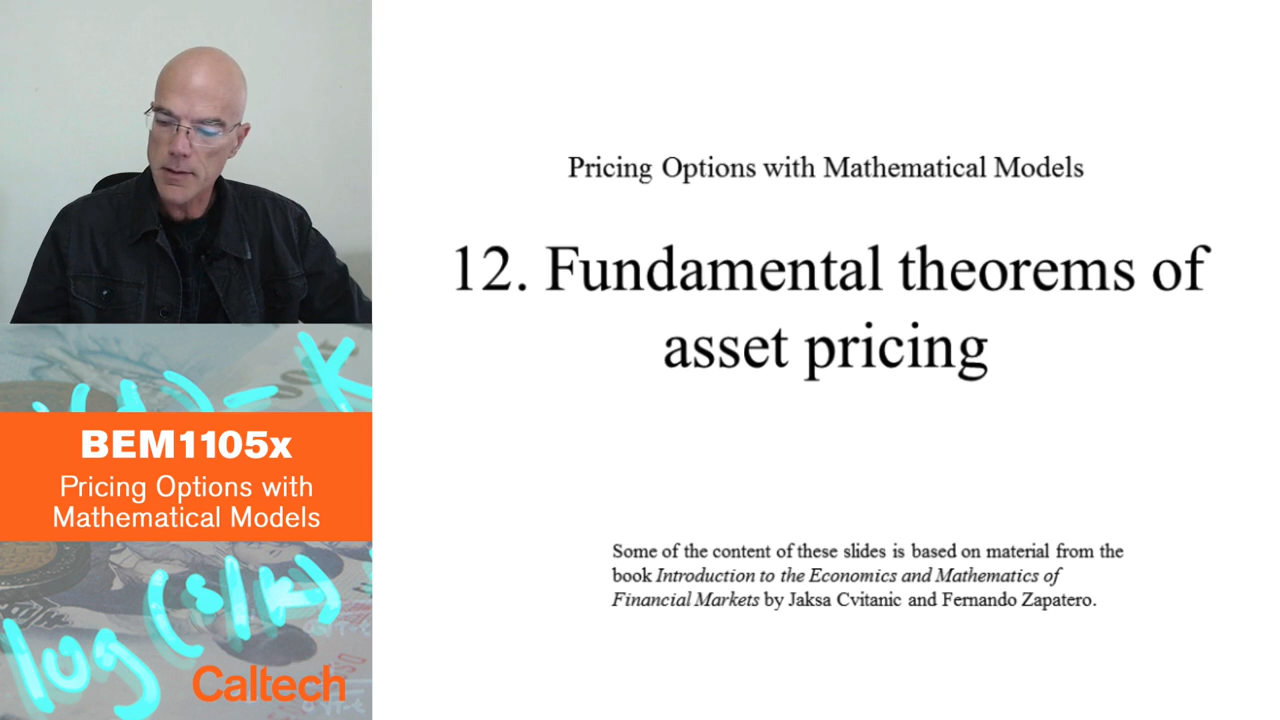 Pricing Options with Mathematical Models
12. Fundamental theorems of
asset pricing
Some of the content of these slides is based on material from the
book Introduction to the Economics and Mathematics of
Financial Markets by Jaksa Cvitanic and Fernando Zapatero.
BEM1105x
Pricing Options with
Mathematical Models
log (s/k)
Caltech